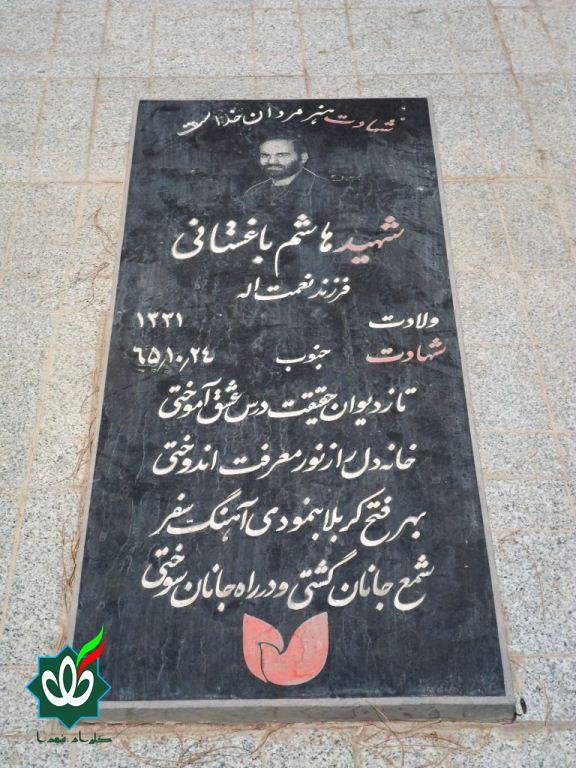 شهادت هنر مردان خداست
شهید هاشم باغستانی
فرزند نعمت اله
ولادت ۱۳۳۱
شهادت جنوب ۶۵/۱۰/۲۴
تا ز دیوان حقیقت درس عشق آموختی
خانه دل را ز نور معرفت اندوختی
بهر فتح کربلا بنمودی آهنگ سفر
شمع جانان گشتی و در راه جانان سوختی
گلزار شهدا